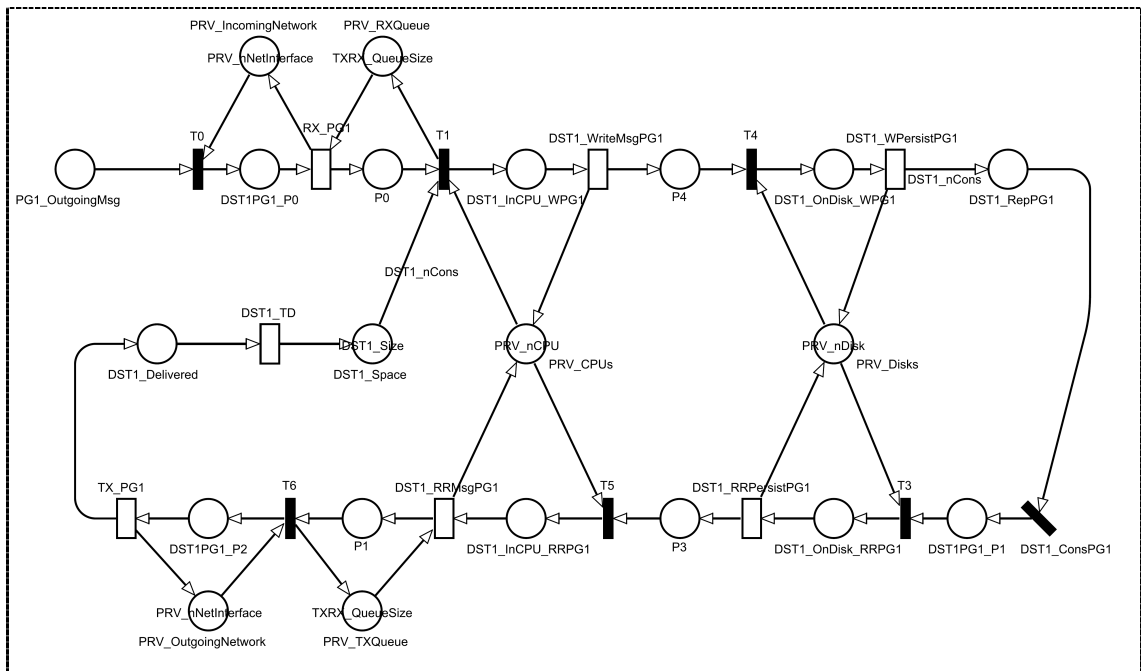 PRV_IncomingNetwork
PRV_RXQueue
PRV_nNetInterface
TXRX_QueueSize
T0
RX_PG1
T1
DST1_WriteMsgPG1
T4
DST1_WPersistPG1
DST1_nCons
PG1_OutgoingMsg
DST1PG1_P0
P0
DST1_InCPU_WPG1
P4
DST1_OnDisk_WPG1
DST1_RepPG1
DST1_nCons
DST1_TD
DST1_Size
PRV_nCPU
PRV_nDisk
PRV_CPUs
PRV_Disks
DST1_Delivered
DST1_Space
TX_PG1
T6
DST1_RRMsgPG1
T5
DST1_RRPersistPG1
T3
DST1PG1_P2
P1
DST1_InCPU_RRPG1
P3
DST1_OnDisk_RRPG1
DST1PG1_P1
DST1_ConsPG1
PRV_nNetInterface
TXRX_QueueSize
PRV_OutgoingNetwork
PRV_TXQueue